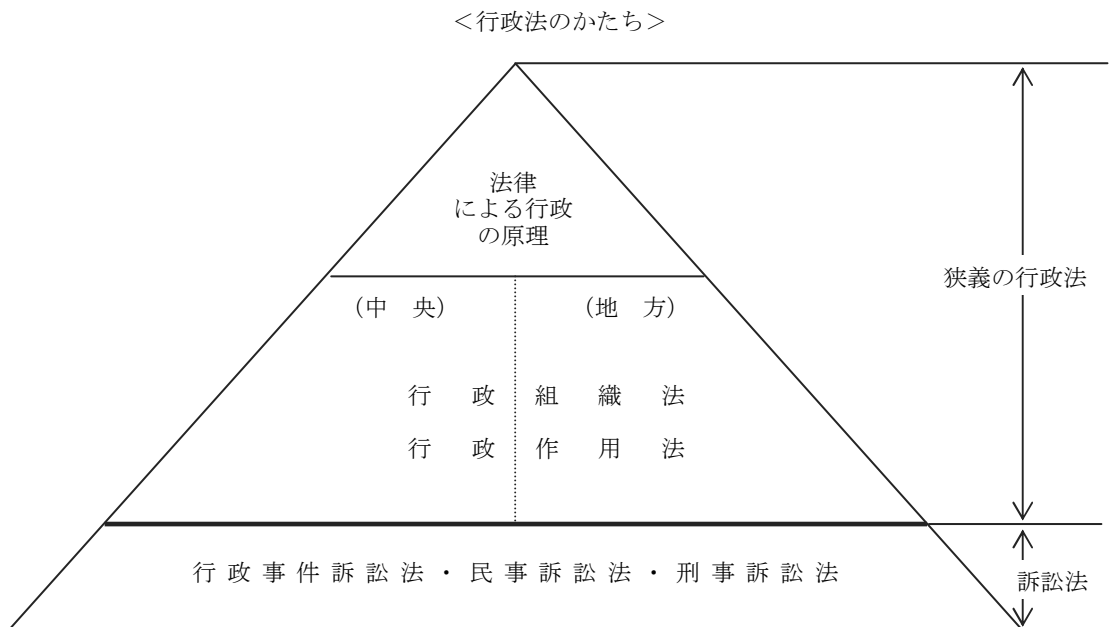 ＜行政法のかたち＞
法律
による行政
の原理
狭義の行政法
（中　央）　（地　方）
行　政　組　織　法
行　政　作　用　法
行政事件訴訟法・民事訴訟法・刑事訴訟法
訴訟法